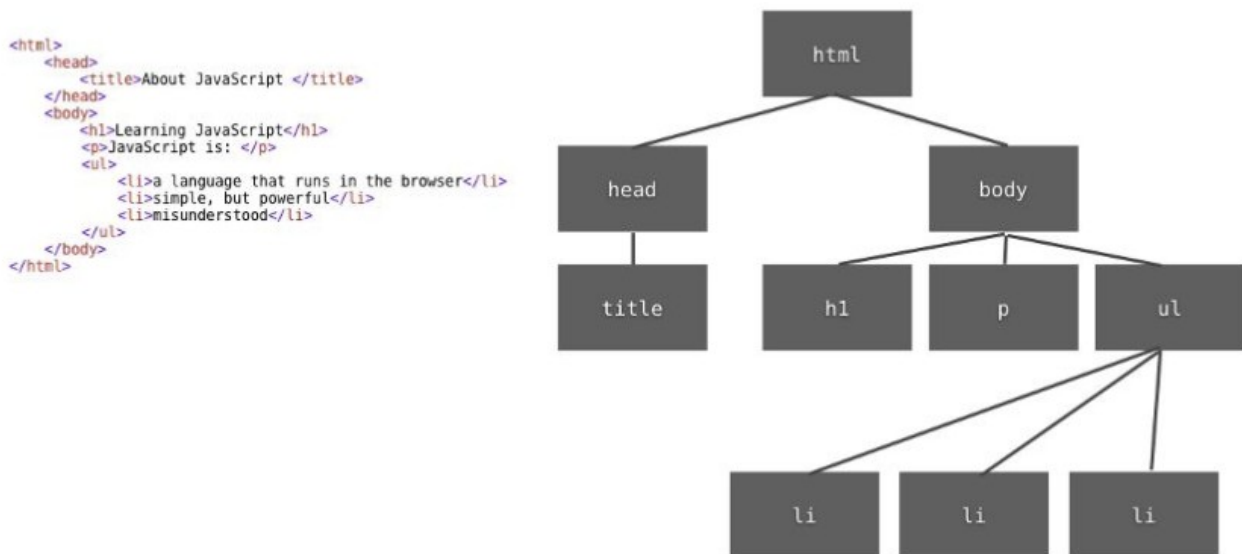 <html>
<head>
<title>About JavaScript </title>
</head>
<body>
<h1>Learning JavaScript</h1>
<p>JavaScript is: </p>
<ul>
<li>a language that runs in the browser</li>
<li>simple, but powerful</li>
<li>misunderstood</li>
</ul>
</body>
</html>
html
head body
title h1 p ul
li li li